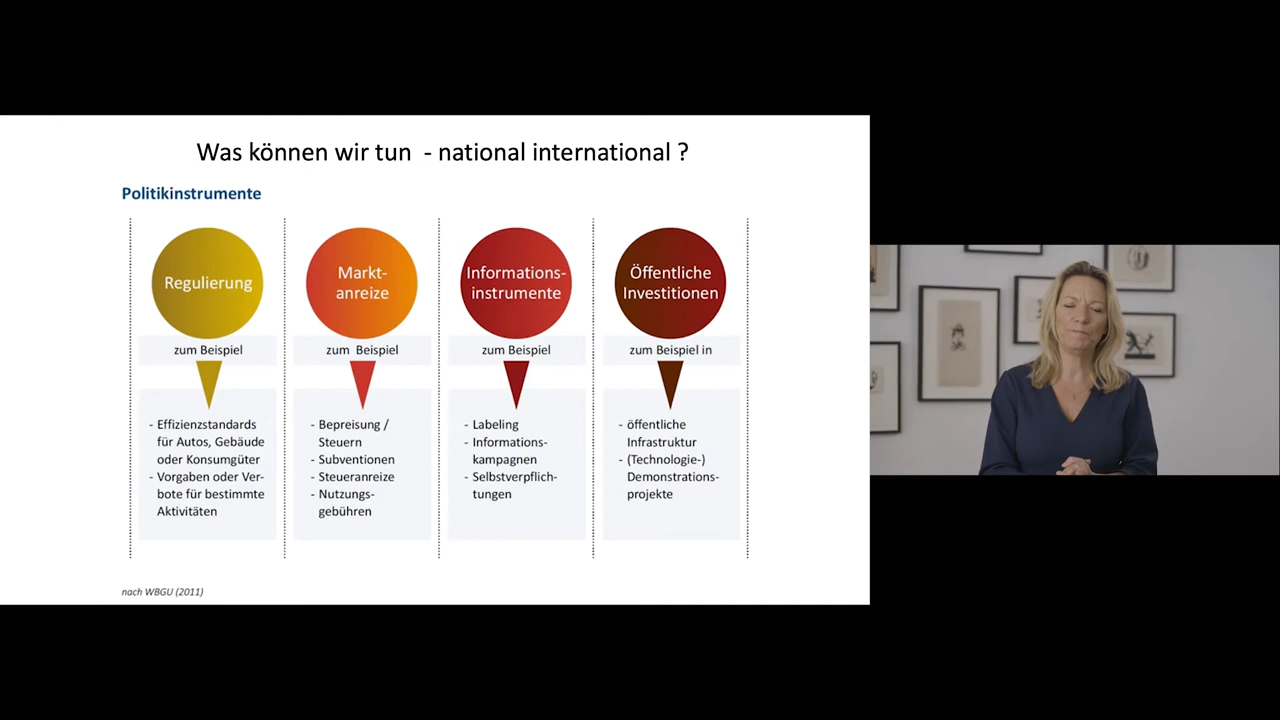 Was können wir tun - national international ?
Politikinstrumente
Regulierung
zum Beispiel
- Effizienzstandards
für Autos, Gebäude
oder Konsumgüter
- Vorgaben oder Ver-
bote für bestimmte
Aktivitäten
Markt-
anreize
zum Beispiel
- Bepreisung /
Steuern
- Subventionen
- Steueranreize
- Nutzungs-
gebühren
Informations-
instrumente
zum Beispiel
- Labeling
- Informations-
kampagnen
- Selbstverpflich-
tungen
Öffentliche
Investitionen
zum Beispiel in
- öffentliche
Infrastruktur
- (Technologie-)
Demonstrations-
projekte
nach WBGU (2011)